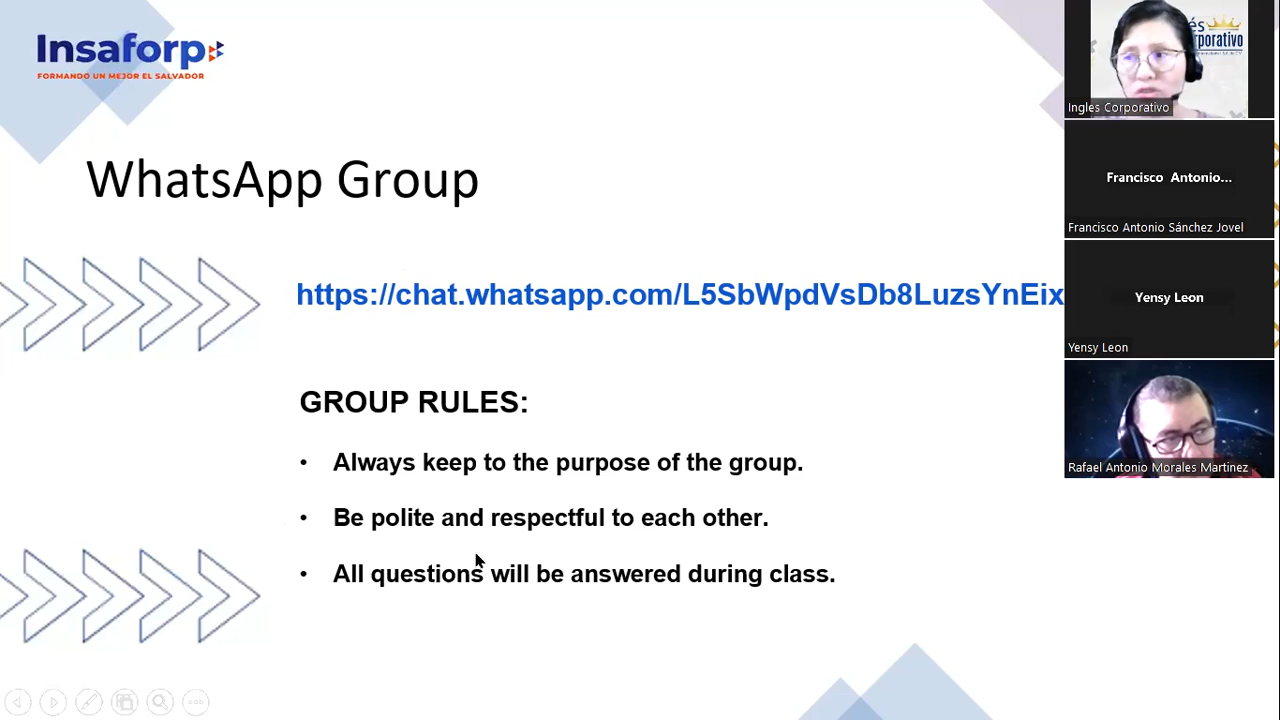 Insaforp
FORMANDO UN MEJOR EL SALVADOR
WhatsApp Group
https://chat.whatsapp.com/L5SbWpdVsDb8LuzsYnEix
GROUP RULES:
• Always keep to the purpose of the group.
• Be polite and respectful to each other.
• All questions will be answered during class.
Ingles Corporativo
Francisco Antonio...
Francisco Antonio Sánchez Jovel
Yensy Leon
Yensy Leon
Rafael Antonio Morales Martinez